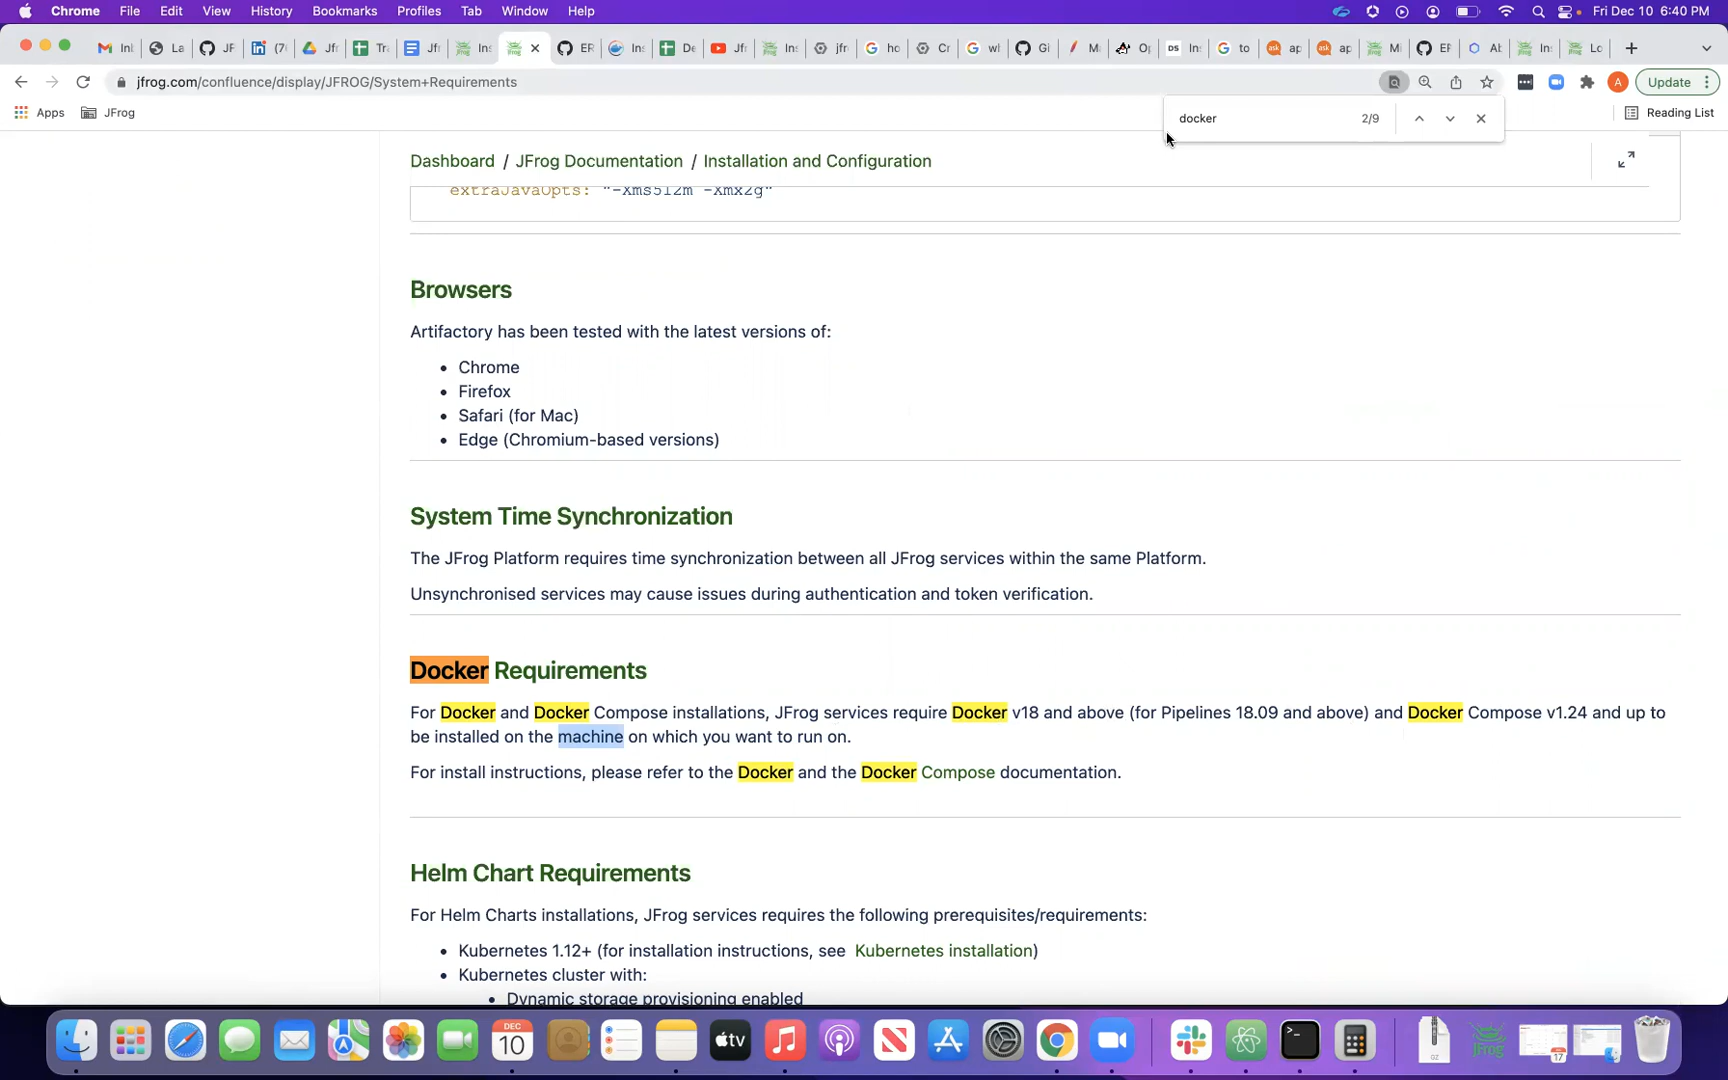 Chrome File Edit View History Bookmarks Profiles Tab Window Help Fri Dec 10 6:40 PM
jfrog.com/confluence/display/JFROG/System+Requirements Update
Apps JFrog Reading List
docker 2/9
Dashboard / JFrog Documentation / Installation and Configuration
extraJavaOpts: "-Xms512m -Xmx2g"
Browsers
Artifactory has been tested with the latest versions of:
• Chrome
• Firefox
• Safari (for Mac)
• Edge (Chromium-based versions)
System Time Synchronization
The JFrog Platform requires time synchronization between all JFrog services within the same Platform.
Unsynchronised services may cause issues during authentication and token verification.
Docker Requirements
For Docker and Docker Compose installations, JFrog services require Docker v18 and above (for Pipelines 18.09 and above) and Docker Compose v1.24 and up to
be installed on the machine on which you want to run on.
For install instructions, please refer to the Docker and the Docker Compose documentation.
Helm Chart Requirements
For Helm Charts installations, JFrog services requires the following prerequisites/requirements:
• Kubernetes 1.12+ (for installation instructions, see Kubernetes installation)
• Kubernetes cluster with:
• Dynamic storage provisioning enabled
DEC
10
tv
17